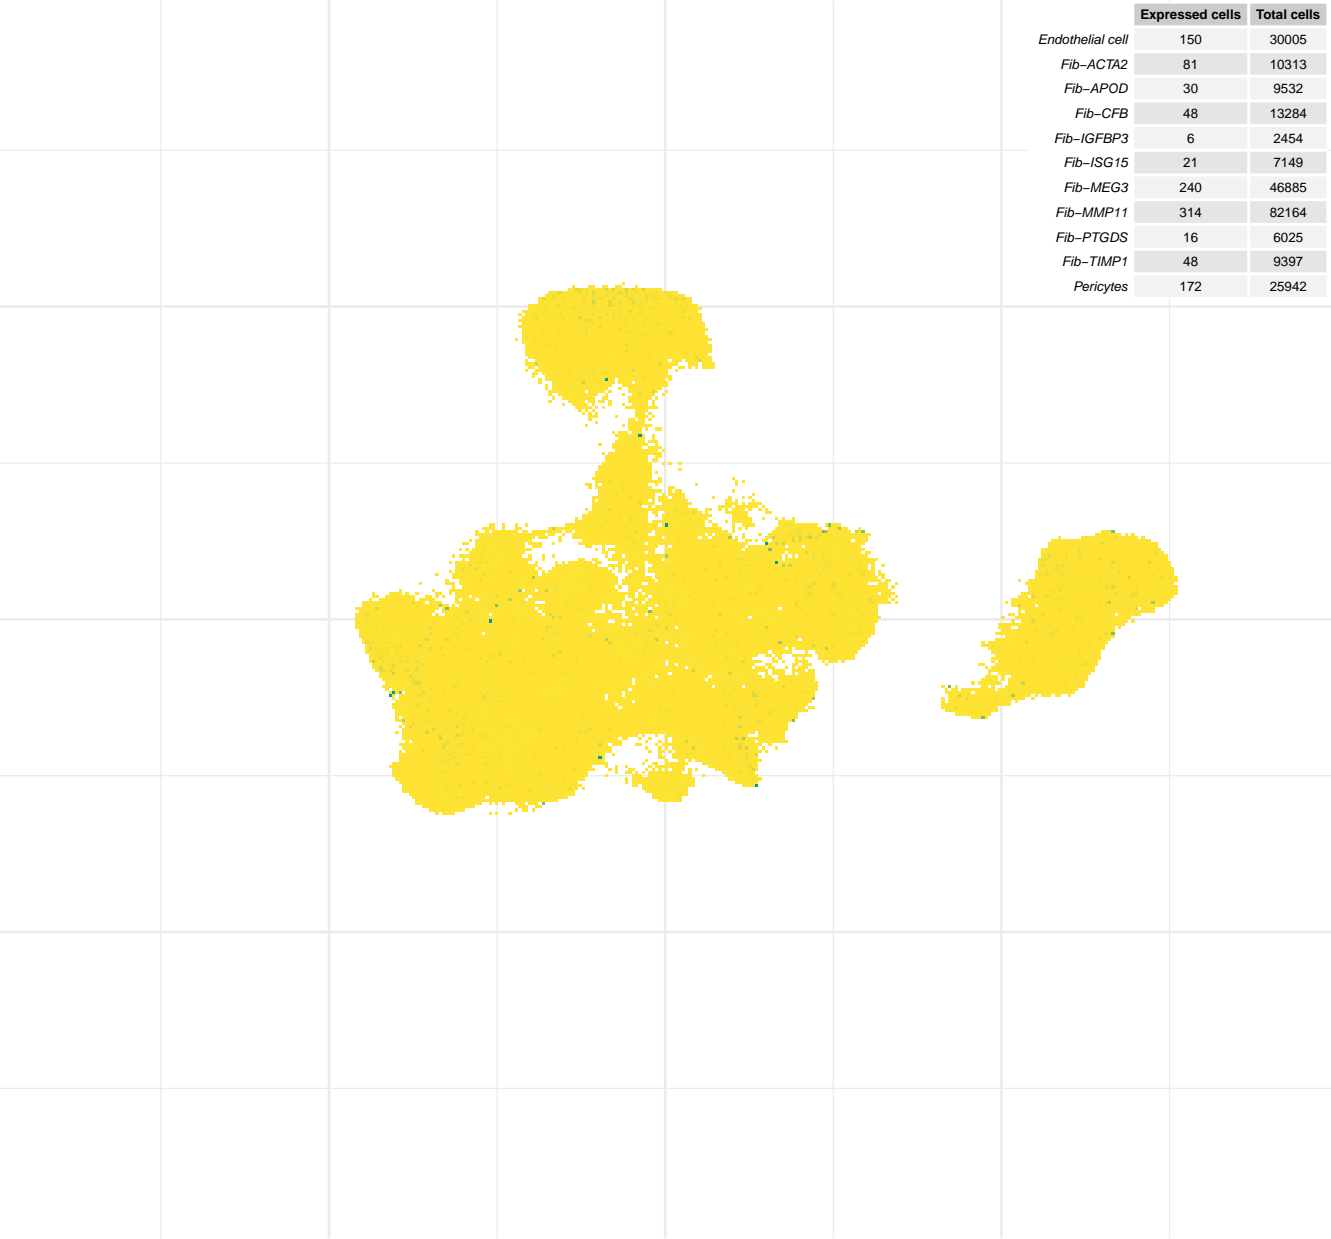 Expressed cells Total cells
Endothelial cell 150 30005
Fib−ACTA2 81 10313
Fib−APOD 30 9532
Fib−CFB 48 13284
Fib−IGFBP3 6 2454
Fib−ISG15 21 7149
Fib−MEG3 240 46885
Fib−MMP11 314 82164
Fib−PTGDS 16 6025
Fib−TIMP1 48 9397
Pericytes 172 25942